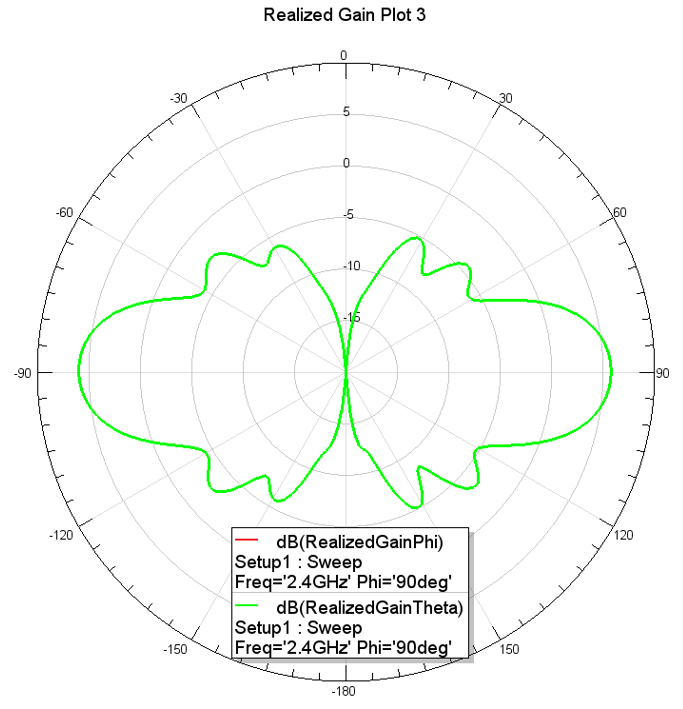 Realized Gain Plot 3
0
-30
30
5
0
-60
60
-5
-10
-15
-90
90
-120
120
dB(RealizedGainPhi)
Setup1 : Sweep
Freq='2.4GHz' Phi='90deg'
dB(RealizedGainTheta)
Setup1 : Sweep
Freq='2.4GHz' Phi='90deg'
-150
150
-180